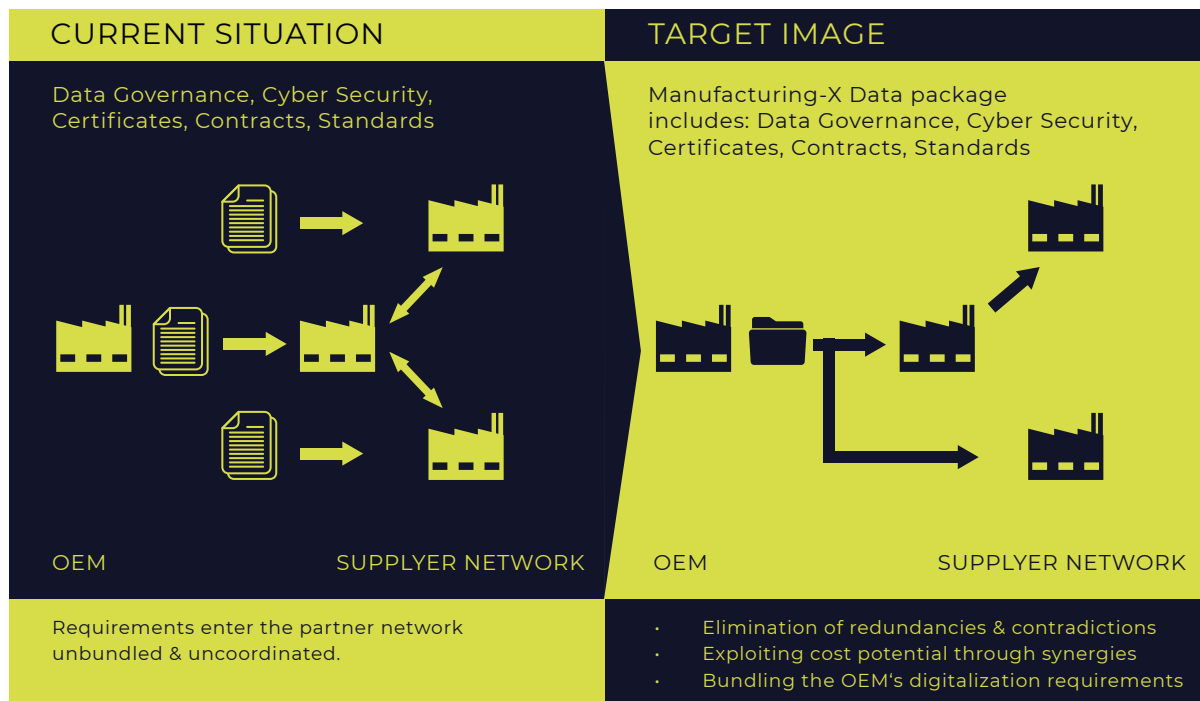 CURRENT SITUATION
Data Governance, Cyber Security,
Certificates, Contracts, Standards
OEM
SUPPLYER NETWORK
Requirements enter the partner network
unbundled & uncoordinated.
TARGET IMAGE
Manufacturing-X Data package
includes: Data Governance, Cyber Security,
Certificates, Contracts, Standards
OEM
SUPPLYER NETWORK
· Elimination of redundancies & contradictions
· Exploiting cost potential through synergies
· Bundling the OEM‘s digitalization requirements